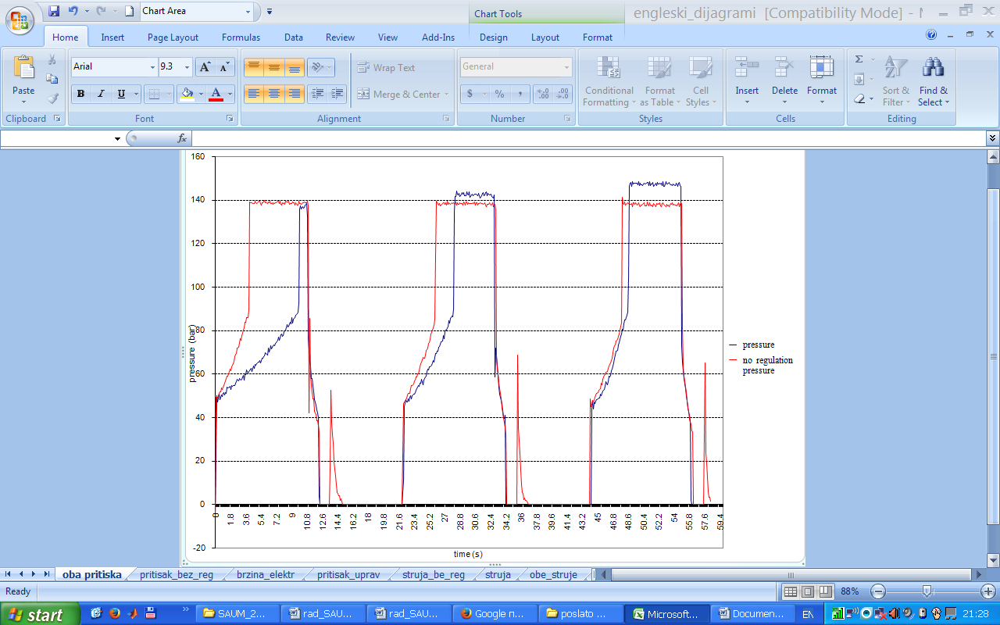 Chart Area
Chart Tools
engleski_dijagrami [Compatibility Mode] -
Home Insert Page Layout Formulas Data Review View Add-Ins Design Layout Format
Paste
Clipboard
Arial 9.3
B I U
Font
Wrap Text
Merge & Center
Alignment
General
$ % ,
Number
Conditional Formatting
Format as Table
Cell Styles
Styles
Insert Delete Format
Cells
Sort & Filter
Find & Select
Editing
fx
160
140
120
100
80
60
40
20
0
-20
pressure (bar)
0 1.8 3.6 5.4 7.2 9 10.8 12.6 14.4 16.2 18 19.8 21.6 23.4 25.2 27 28.8 30.6 32.4 34.2 36 37.8 39.6 41.4 43.2 45 46.8 48.6 50.4 52.2 54 55.8 57.6 59.4
time (s)
pressure
no regulation
pressure
oba pritiska pritisak_bez_reg brzina_elektr pritisak_uprav struja_be_reg struja obe_struje
Ready 88%
start SAUM_2... rad_SAU... rad_SAU... Google n... poslato ... Microsof... Documen... EN 21:28